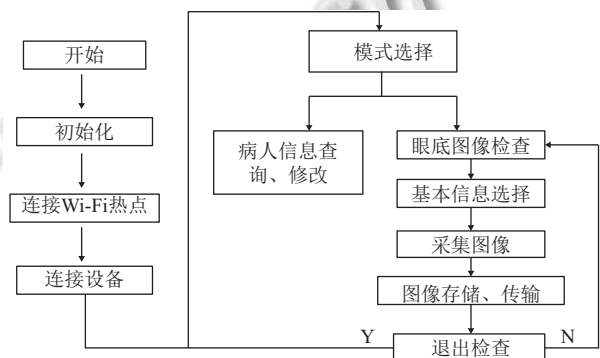 开始
初始化
连接Wi-Fi热点
连接设备
模式选择
病人信息查
询、修改
眼底图像检查
基本信息选择
采集图像
图像存储、传输
Y
退出检查
N